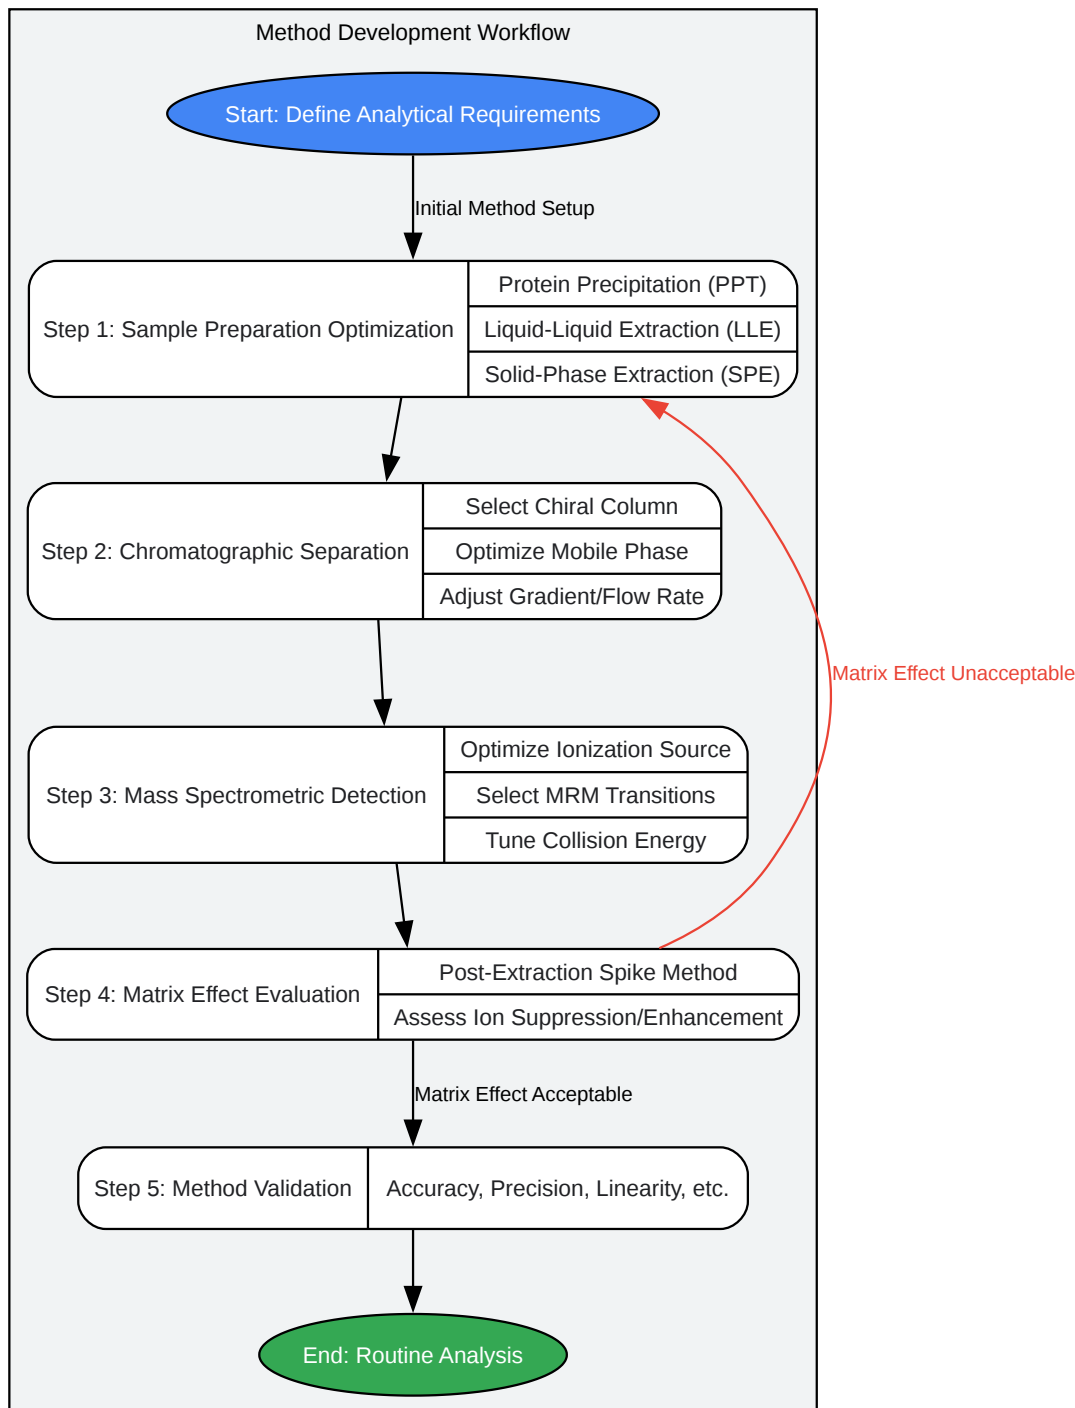 Method Development Workflow
Start: Define Analytical Requirements
Initial Method Setup
Step 1: Sample Preparation Optimization
Protein Precipitation (PPT)
Liquid-Liquid Extraction (LLE)
Solid-Phase Extraction (SPE)
Step 2: Chromatographic Separation
Select Chiral Column
Optimize Mobile Phase
Adjust Gradient/Flow Rate
Matrix Effect Unacceptable
Step 3: Mass Spectrometric Detection
Optimize Ionization Source
Select MRM Transitions
Tune Collision Energy
Step 4: Matrix Effect Evaluation
Post-Extraction Spike Method
Assess Ion Suppression/Enhancement
Matrix Effect Acceptable
Step 5: Method Validation
Accuracy, Precision, Linearity, etc.
End: Routine Analysis